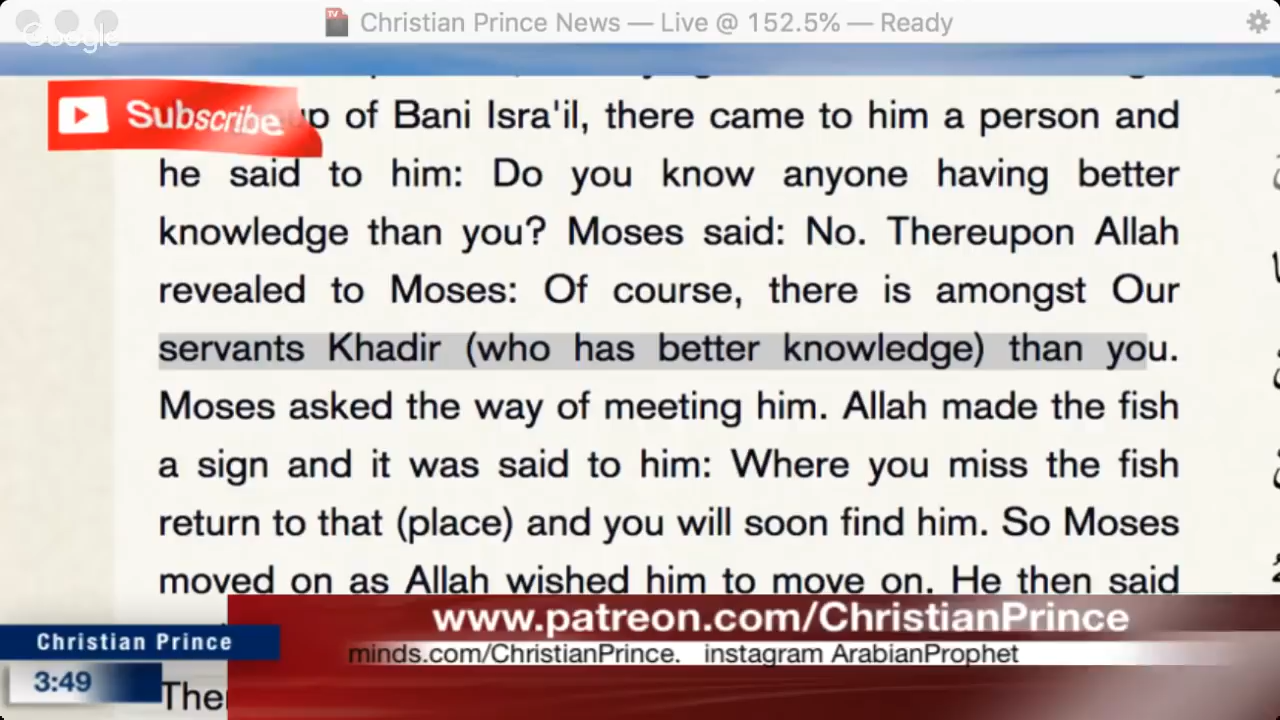 Christian Prince News — Live @ 152.5% — Ready
Google
Subscribe
of Bani Isra'il, there came to him a person and
he said to him: Do you know anyone having better
knowledge than you? Moses said: No. Thereupon Allah
revealed to Moses: Of course, there is amongst Our
servants Khadir (who has better knowledge) than you.
Moses asked the way of meeting him. Allah made the fish
a sign and it was said to him: Where you miss the fish
return to that (place) and you will soon find him. So Moses
moved on as Allah wished him to move on. He then said
www.patreon.com/ChristianPrince
Christian Prince
minds.com/ChristianPrince. instagram ArabianProphet
3:49